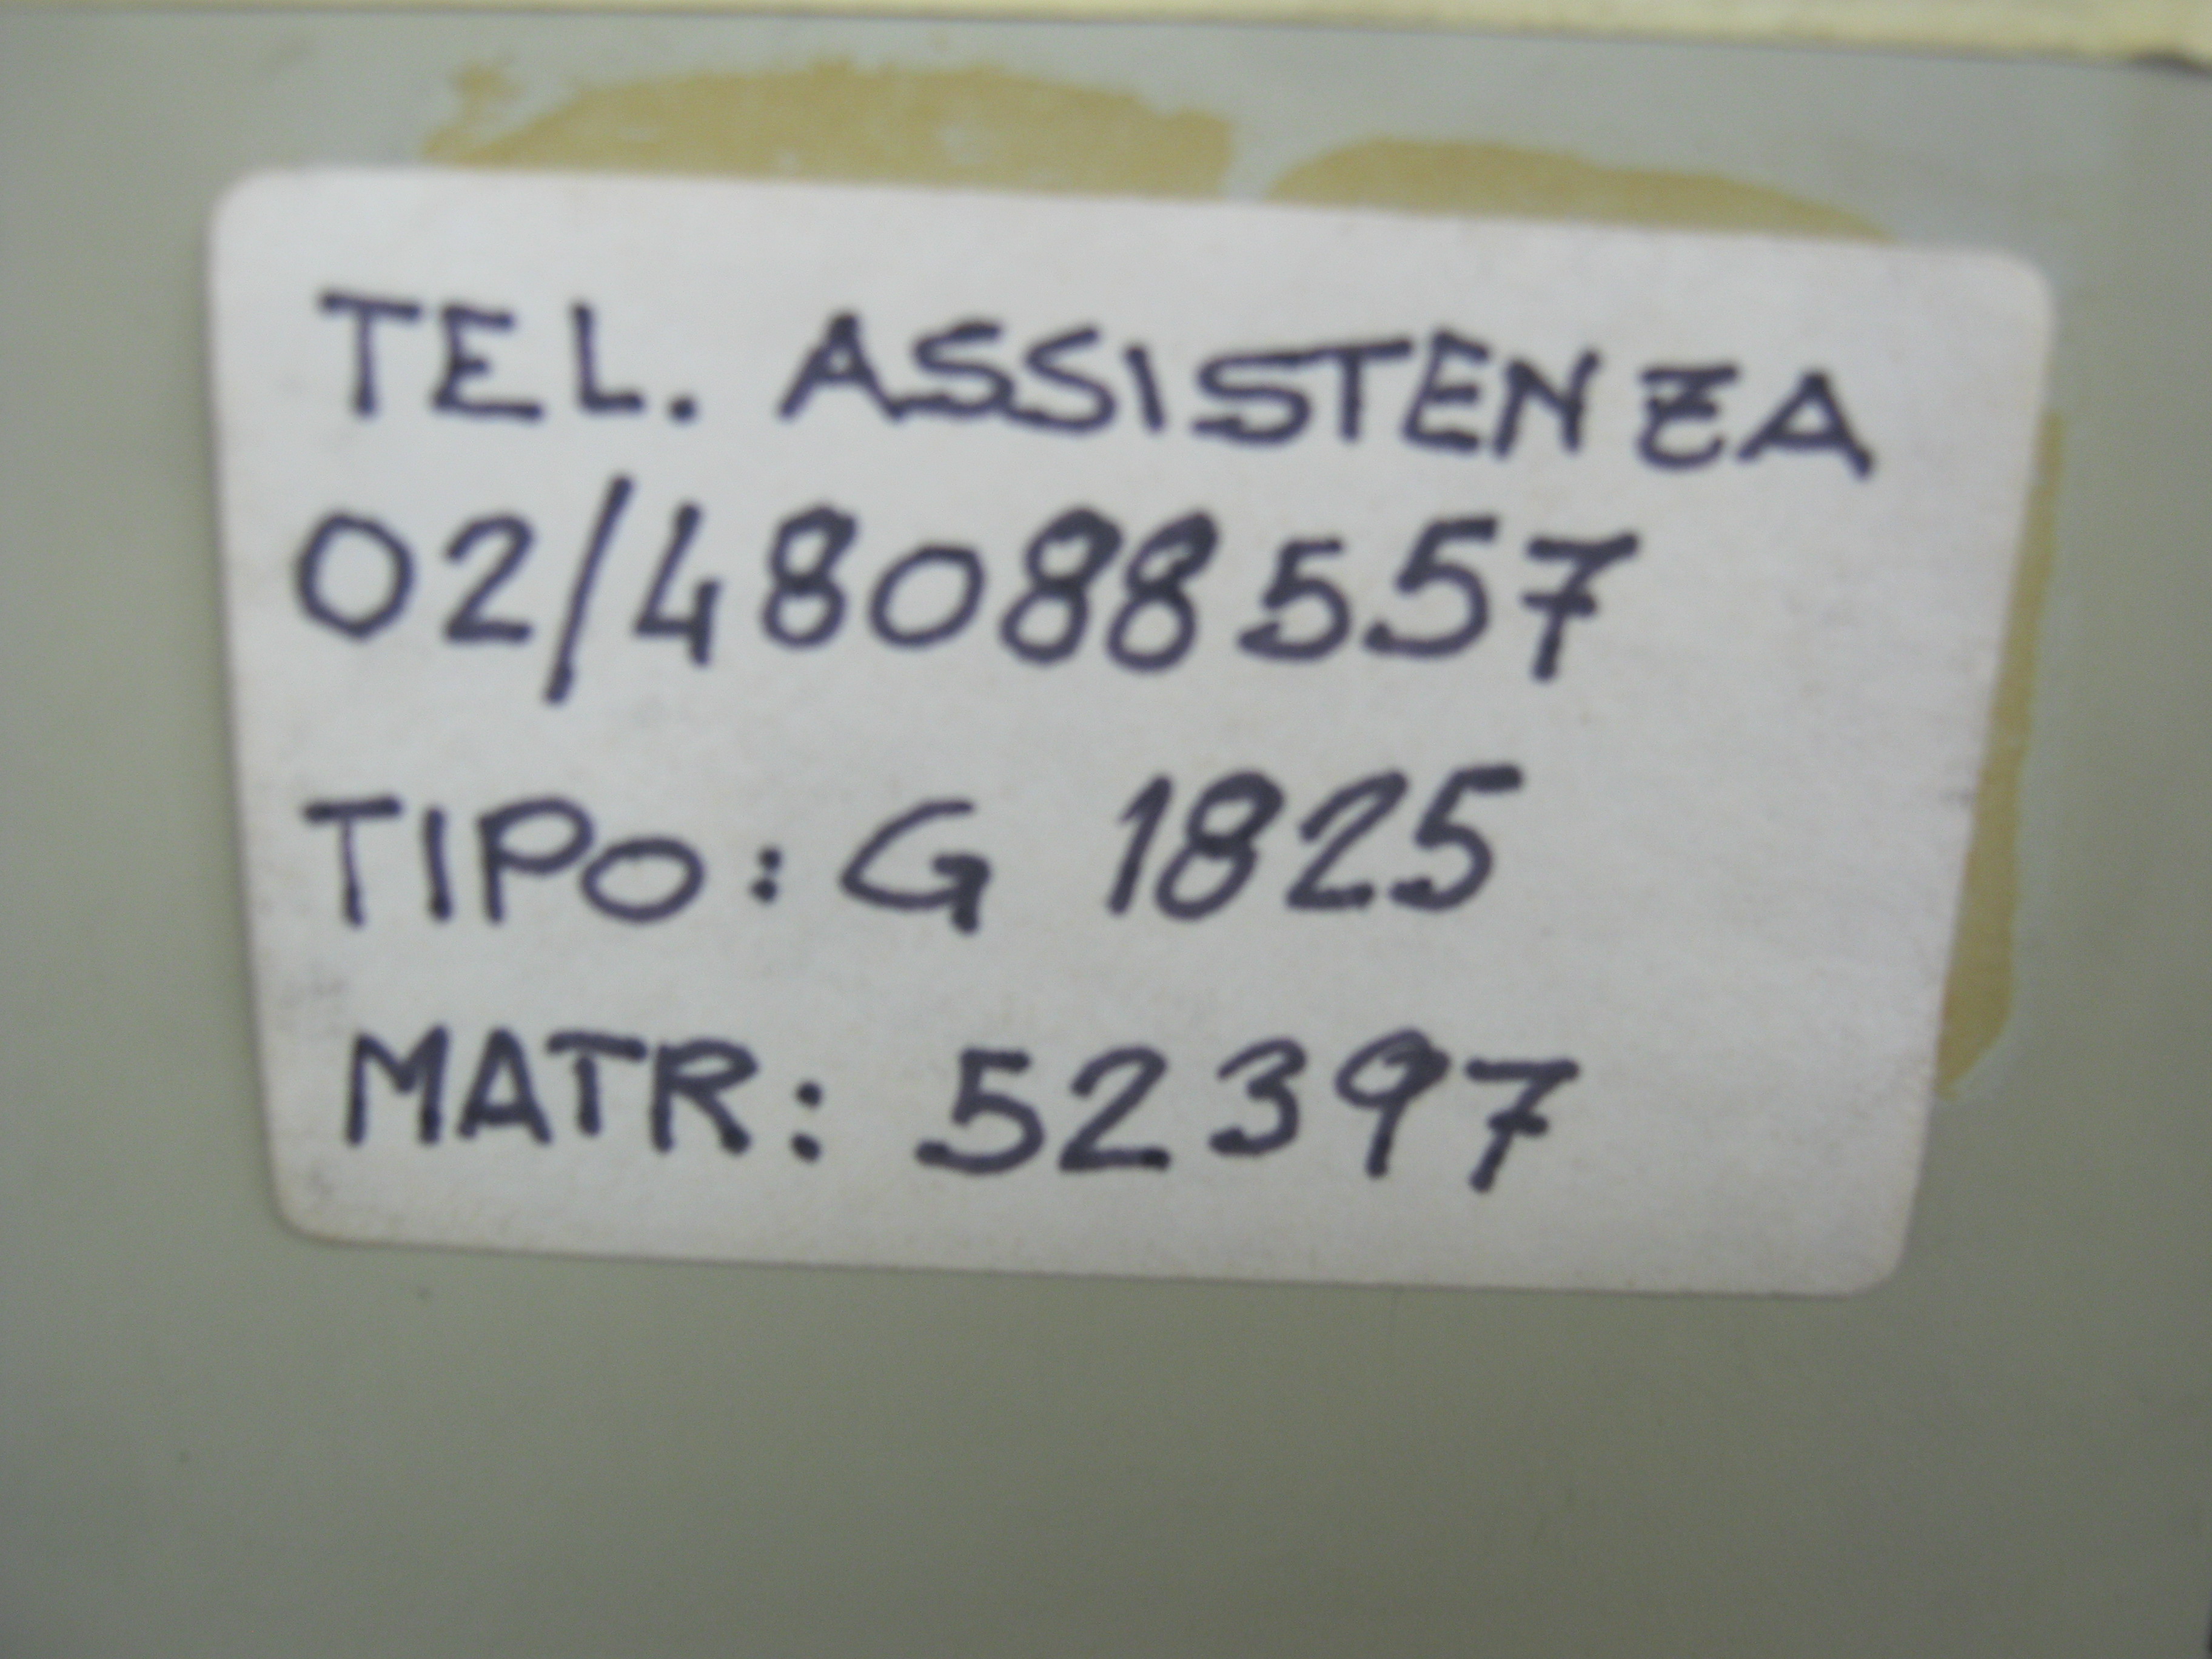 TEL. ASSISTENZA
02/48088557
TIPO: G 1825
MATR: 52397